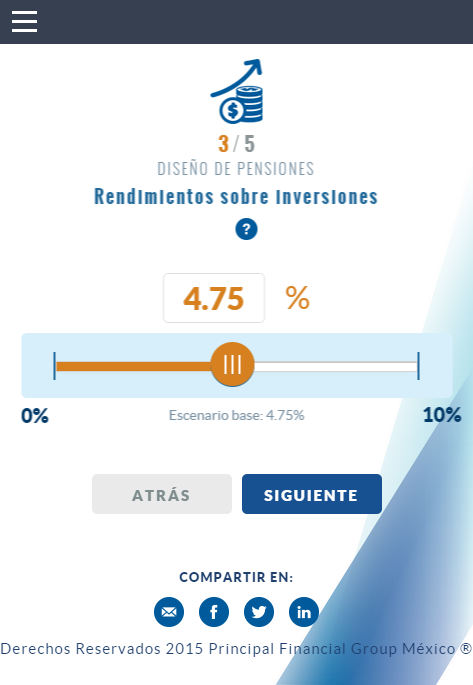 3 / 5
DISEÑO DE PENSIONES
Rendimientos sobre Inversiones
?
4.75 %
0% Escenario base: 4.75% 10%
ATRÁS SIGUIENTE
COMPARTIR EN:
Derechos Reservados 2015 Principal Financial Group México ®